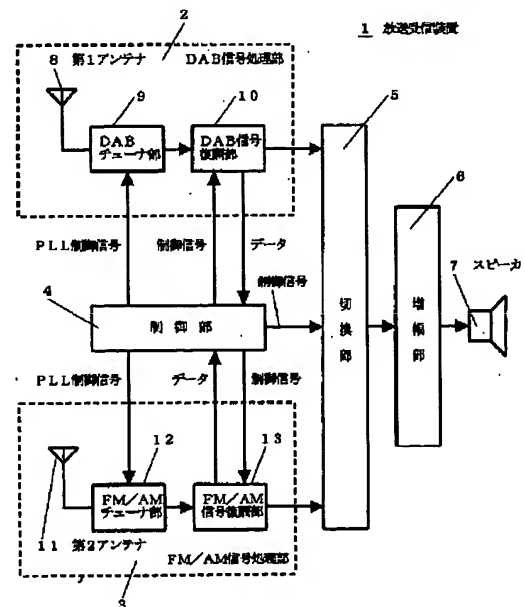 2
1 放送受信装置
8 第1アンテナ
DAB信号処理部
9
10
5
DAB
チューナ部
DAB信号
復調部
6
PLL制御信号
制御信号
データ
制御信号
7 スピーカ
4
制御部
切換部
増幅部
PLL制御信号
データ
制御信号
12
13
FM/AM
チューナ部
FM/AM
信号復調部
11 第2アンテナ
FM/AM信号処理部
3